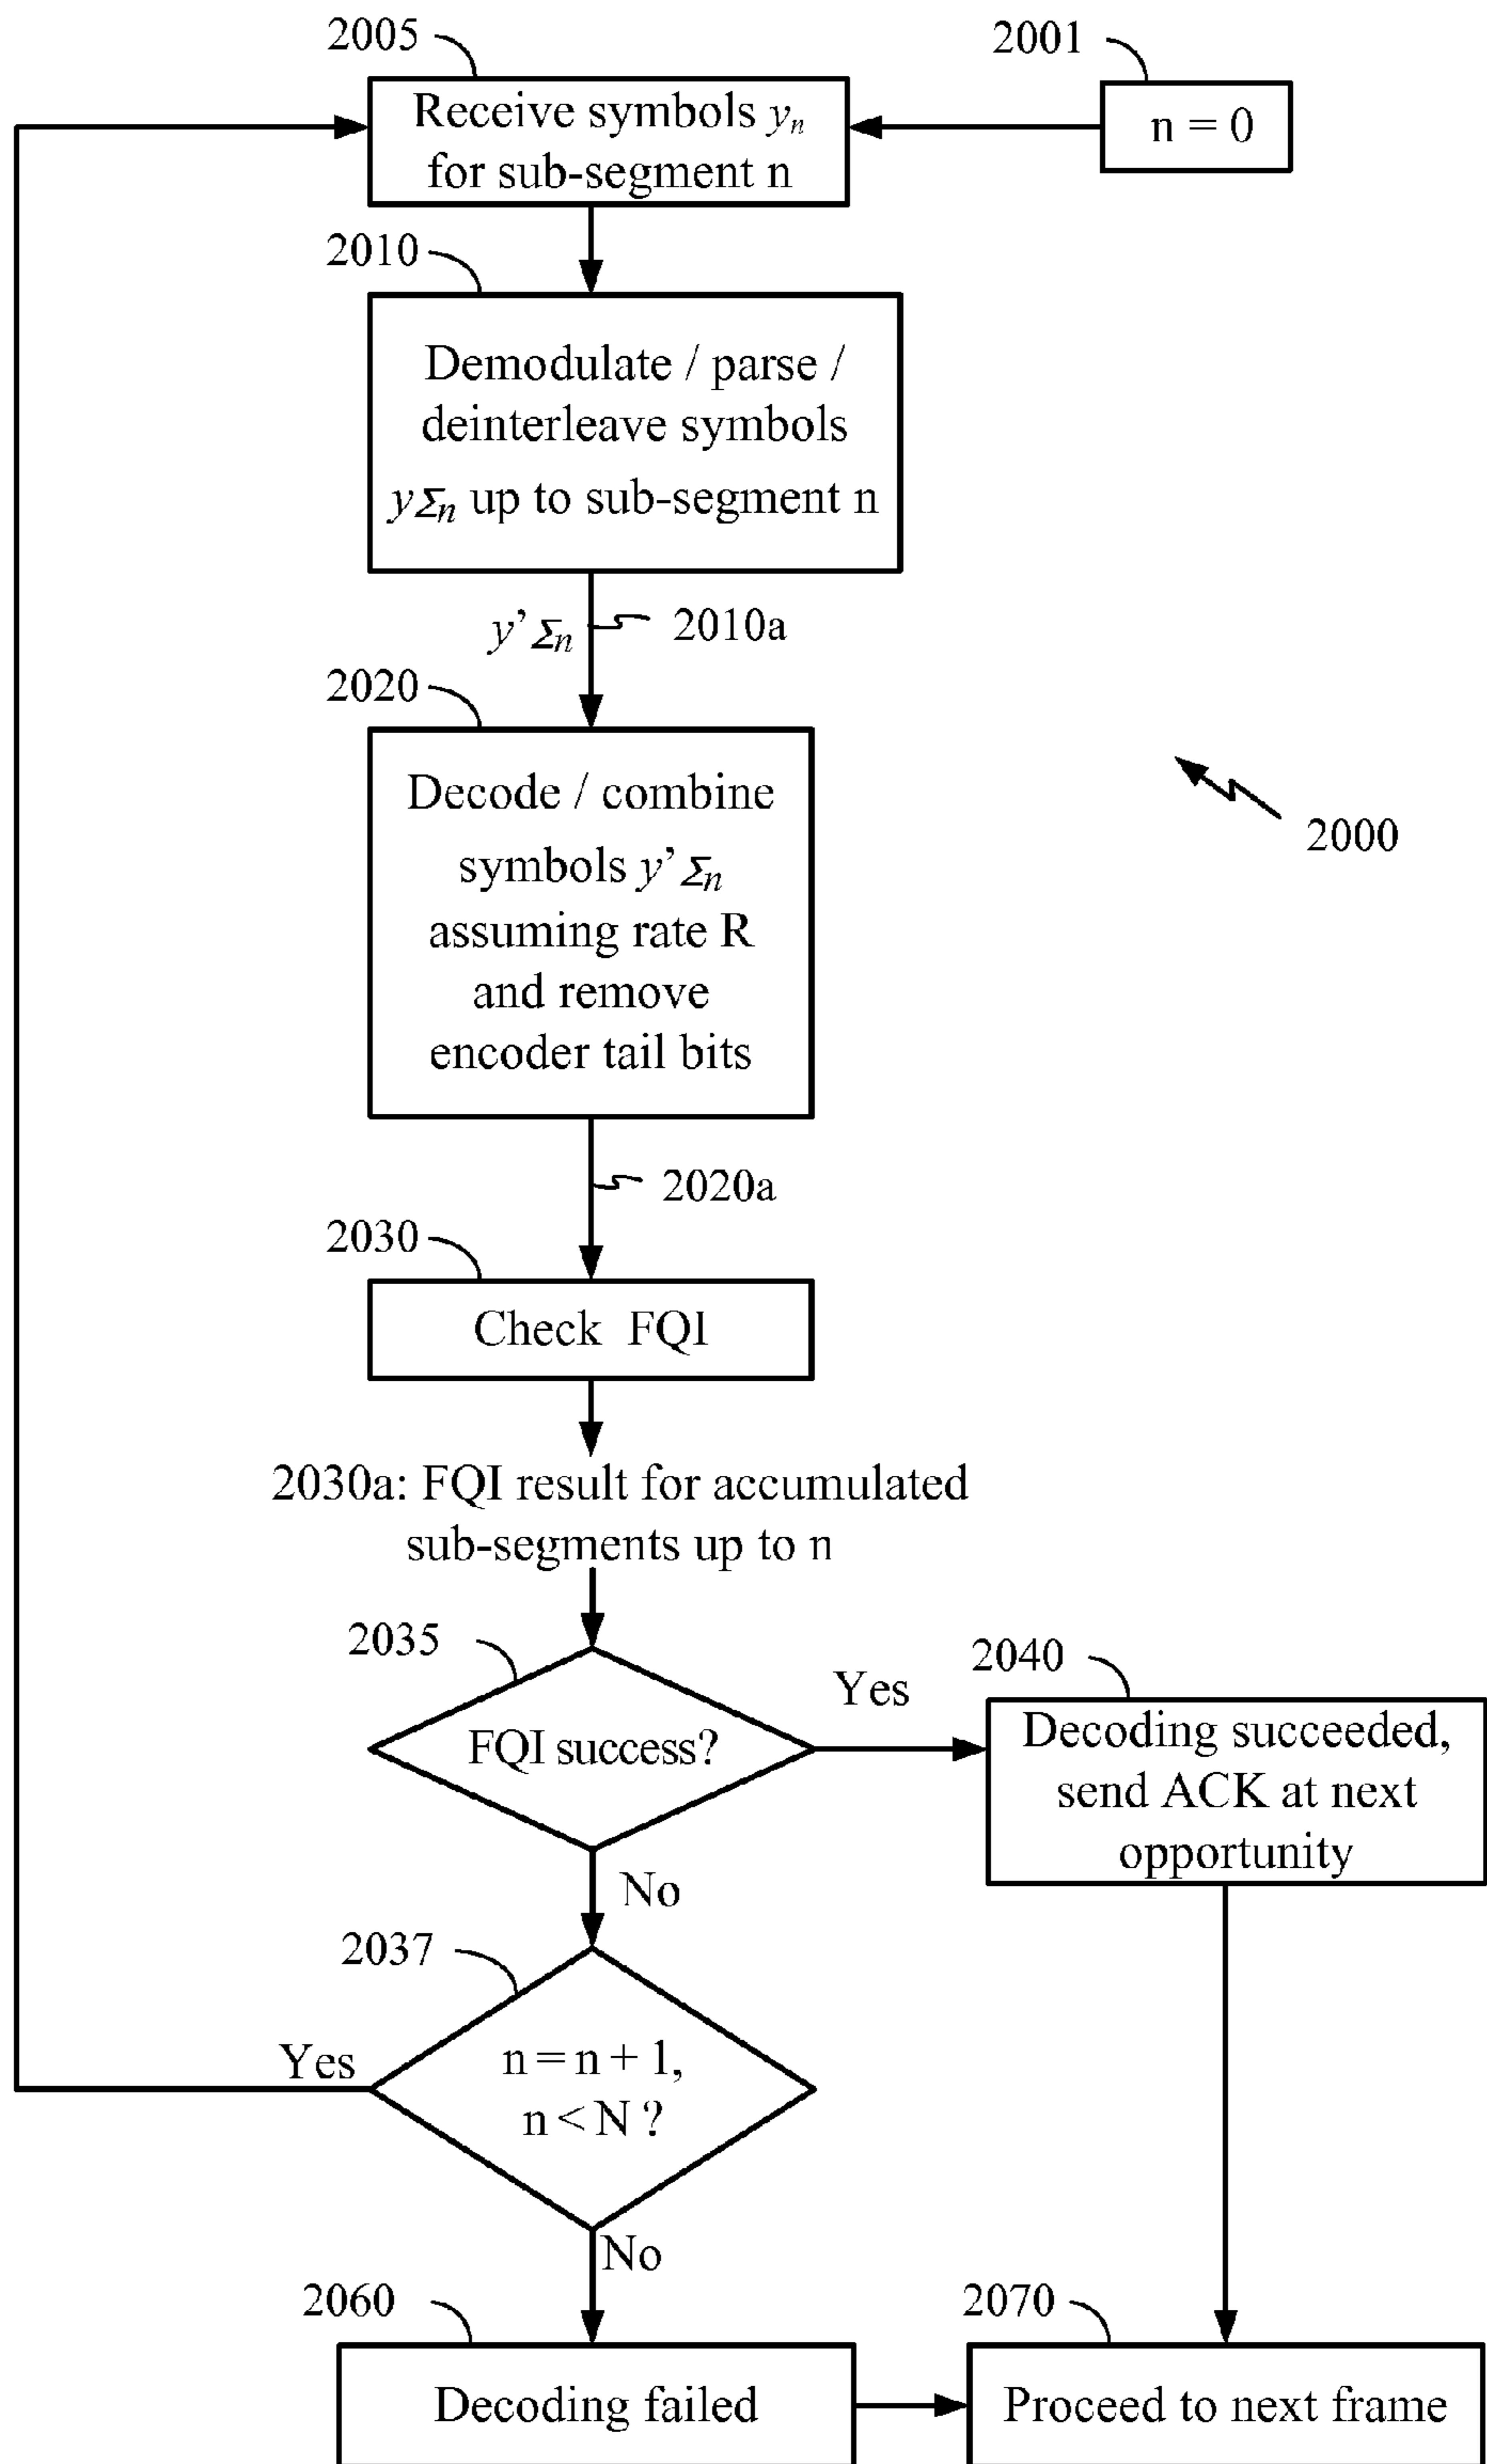 2005
2001
Receive symbols yn
for sub-segment n
n = 0
2010
Demodulate / parse /
deinterleave symbols
yΣn up to sub-segment n
y’Σn
2010a
2020
Decode / combine
symbols y’Σn
assuming rate R
and remove
encoder tail bits
2000
2020a
2030
Check FQI
2030a: FQI result for accumulated
sub-segments up to n
2035
FQI success?
Yes
2040
Decoding succeeded,
send ACK at next
opportunity
No
2037
n = n + 1,
n < N ?
Yes
No
2060
Decoding failed
2070
Proceed to next frame